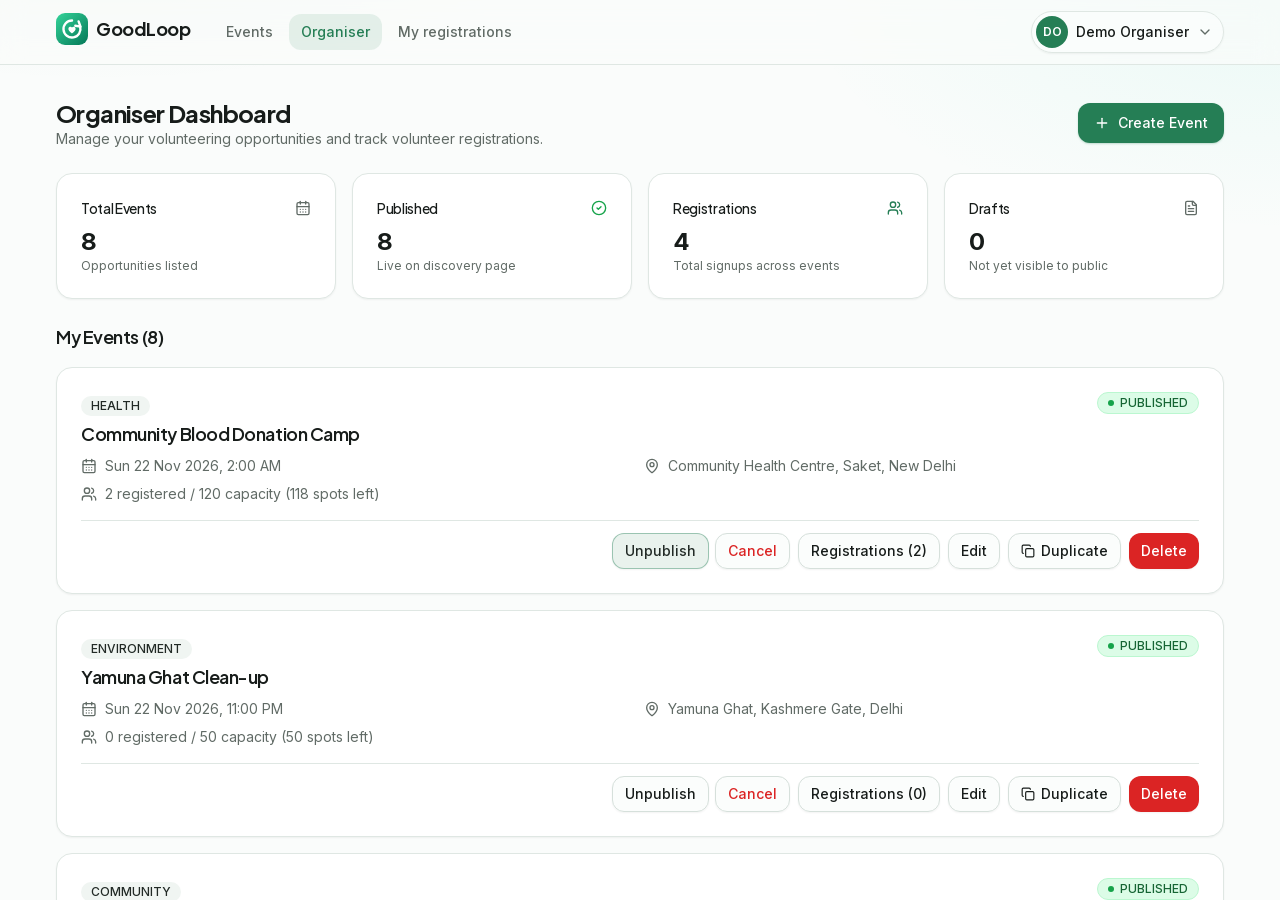 GoodLoop
Events
Organiser
My registrations
DO
Demo Organiser
Organiser Dashboard
Manage your volunteering opportunities and track volunteer registrations.
Create Event
Total Events
8
Opportunities listed
Published
8
Live on discovery page
Registrations
4
Total signups across events
Drafts
0
Not yet visible to public
My Events (8)
HEALTH
PUBLISHED
Community Blood Donation Camp
Sun 22 Nov 2026, 2:00 AM
Community Health Centre, Saket, New Delhi
2 registered / 120 capacity (118 spots left)
Unpublish
Cancel
Registrations (2)
Edit
Duplicate
Delete
ENVIRONMENT
PUBLISHED
Yamuna Ghat Clean-up
Sun 22 Nov 2026, 11:00 PM
Yamuna Ghat, Kashmere Gate, Delhi
0 registered / 50 capacity (50 spots left)
Unpublish
Cancel
Registrations (0)
Edit
Duplicate
Delete
COMMUNITY
PUBLISHED